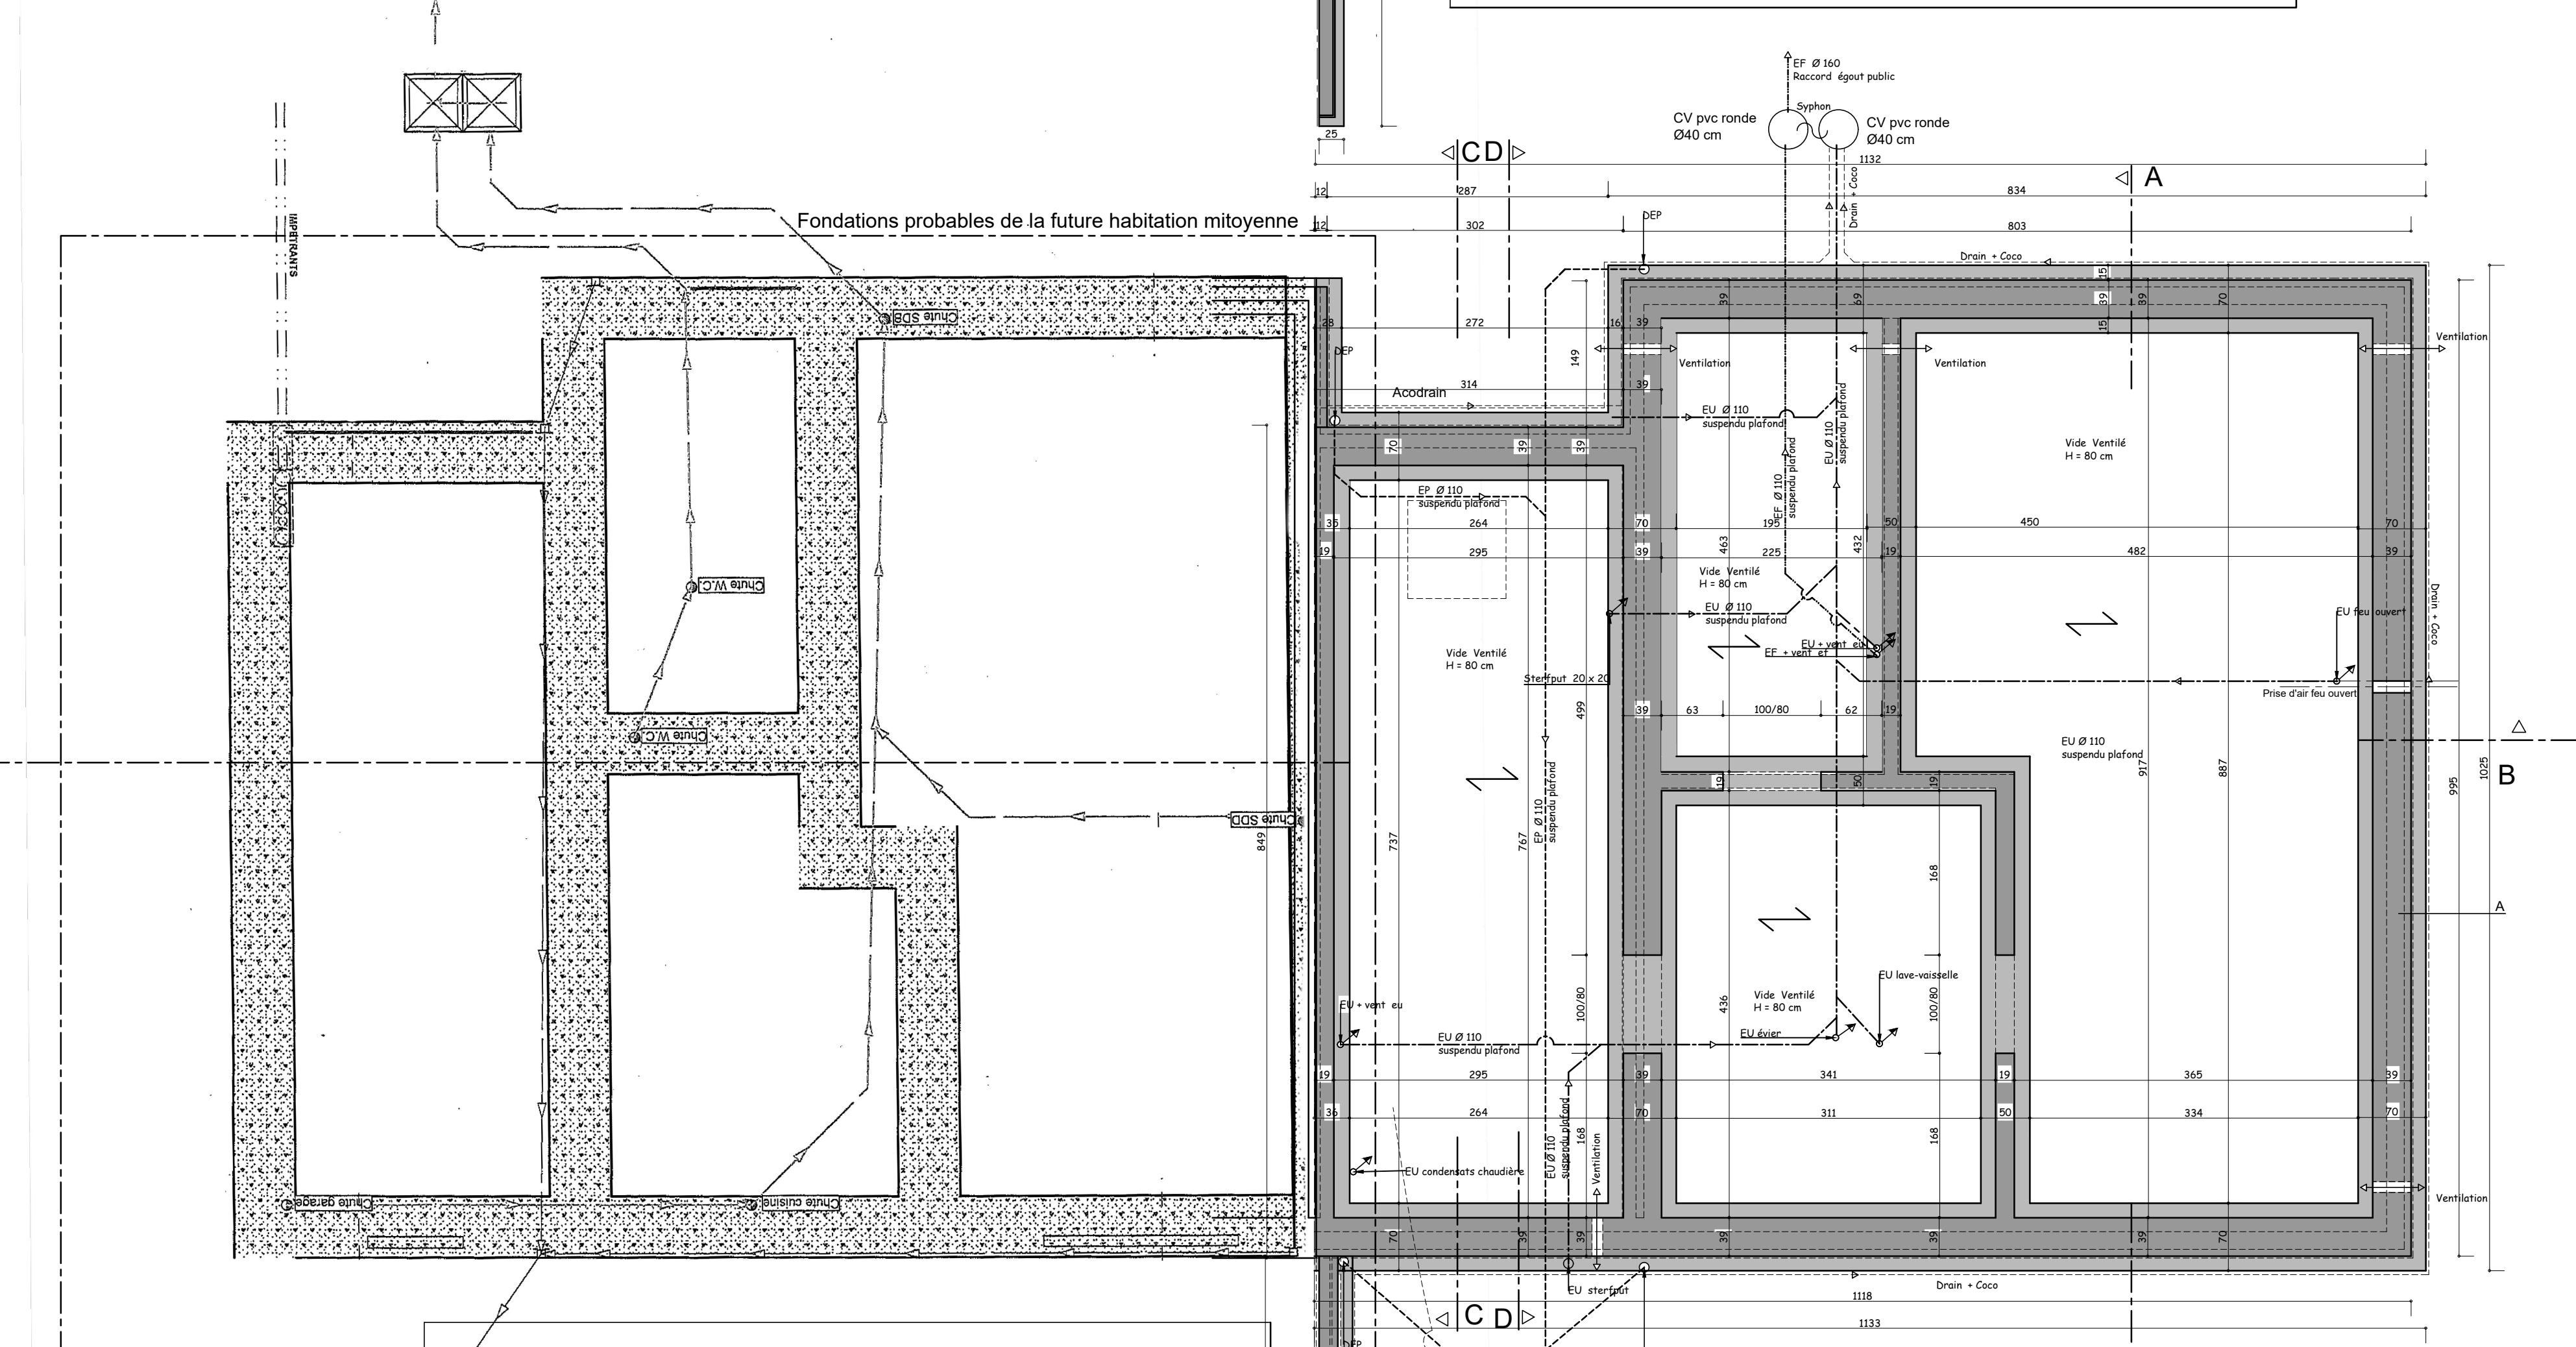 EF Ø 160
Raccord égout public
Syphon
CV pvc ronde
Ø40 cm
CV pvc ronde
Ø40 cm
25
C D
1132
A
12
287
834
Drain + Coco
Fondations probables de la future habitation mitoyenne
12
302
DEP
803
IMPETRANTS
Drain + Coco
15
39
69
39
39
70
15
Chute SDB
28
272
16
39
Ventilation
DEP
149
Ventilation
Ventilation
314
39
Acodrain
EU Ø 110
suspendu plafond
EU Ø 110
suspendu plafond
70
39
39
Vide Ventilé
H = 80 cm
EF Ø 110
suspendu plafond
EP Ø 110
suspendu plafond
35
264
70
195
50
450
70
19
295
39
463
225
432
19
482
39
Vide Ventilé
H = 80 cm
Chute W.C.
EU Ø 110
suspendu plafond
EU feu ouvert
Drain + Coco
EU + vent eu
EF + vent ef
Vide Ventilé
H = 80 cm
Sterfput 20 x 20
Prise d'air feu ouvert
499
39
63
100/80
62
19
Chute W.C.
EU Ø 110
suspendu plafond
917
887
B
995
1025
19
50
19
Chute SDD
849
737
767
EP Ø 110
suspendu plafond
168
A
EU lave-vaisselle
EU + vent eu
100/80
436
Vide Ventilé
H = 80 cm
100/80
EU évier
EU Ø 110
suspendu plafond
19
295
39
341
19
365
39
36
264
70
311
50
334
70
EU Ø 110
suspendu plafond
168
Ventilation
168
EU condensats chaudière
Chute garage
Chute cuisine
Ventilation
70
39
39
39
39
39
70
EU sterfput
Drain + Coco
1118
C D
1133
DEP